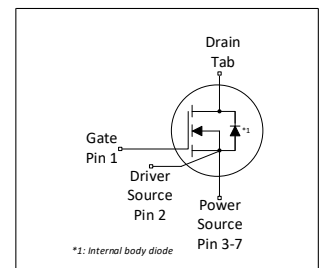 Drain
Tab
*1
Gate
Pin 1
Driver
Source
Pin 2
Power
Source
Pin 3-7
*1: Internal body diode